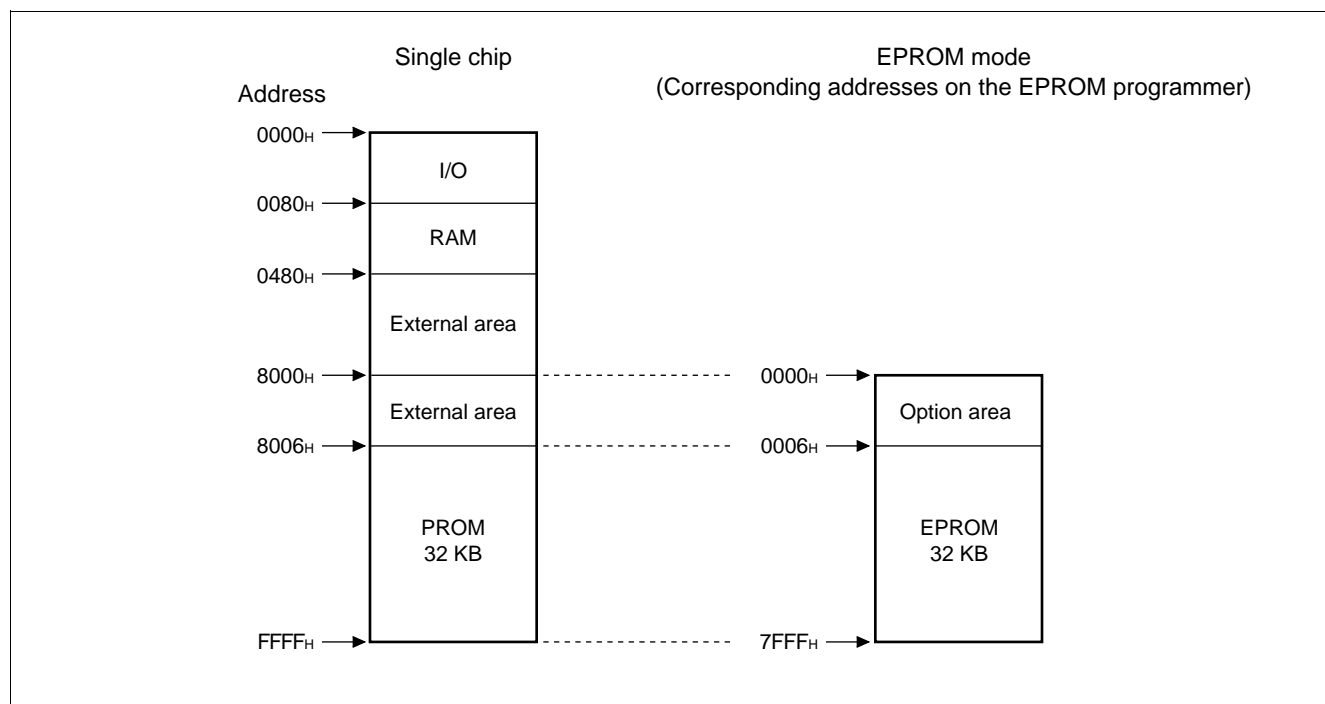 Single chip
EPROM mode
(Corresponding addresses on the EPROM programmer)
Address
0000H
I/O
0080H
RAM
0480H
External area
8000H
0000H
External area
Option area
8006H
0006H
PROM
32 KB
EPROM
32 KB
FFFFH
7FFFH